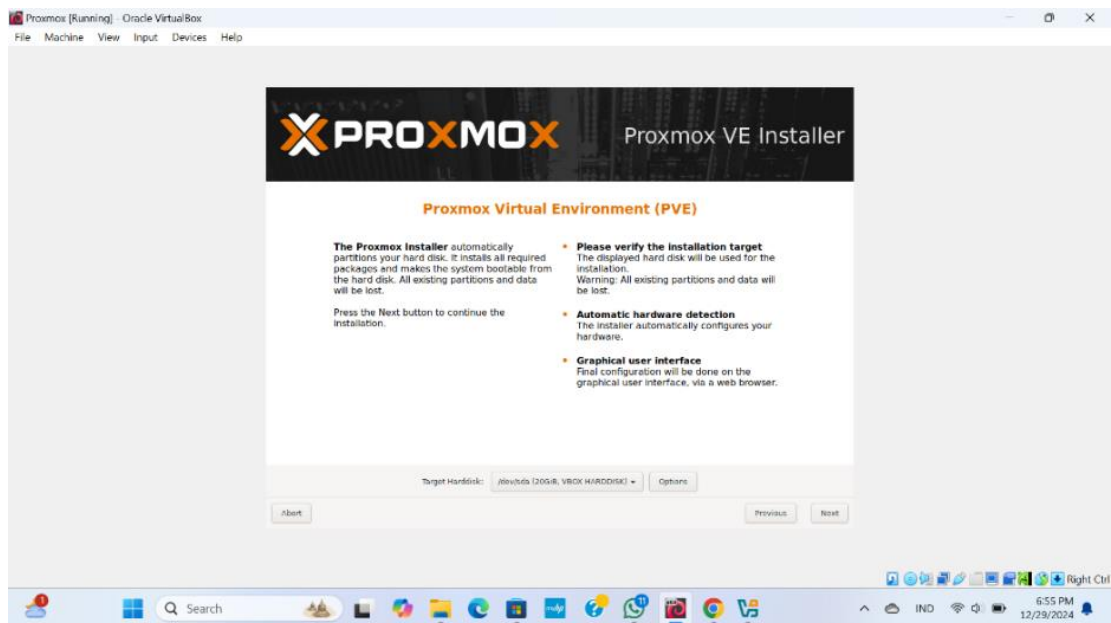 Proxmox [Running] - Oracle VirtualBox
File Machine View Input Devices Help
PROXMOX
Proxmox VE Installer
Proxmox Virtual Environment (PVE)
The Proxmox Installer automatically
partitions your hard disk. It installs all required
packages and makes the system bootable from
the hard disk. All existing partitions and data
will be lost.
Press the Next button to continue the
installation.
Please verify the installation target
The displayed hard disk will be used for the
installation.
Warning: All existing partitions and data will
be lost.
Automatic hardware detection
The installer automatically configures your
hardware.
Graphical user interface
Final configuration will be done on the
graphical user interface, via a web browser.
Target Harddisk: /dev/sda (20GiB, VBOX HARDDISK) Options
Abort Previous Next
Right Ctrl
Search
IND
6:55 PM
12/29/2024